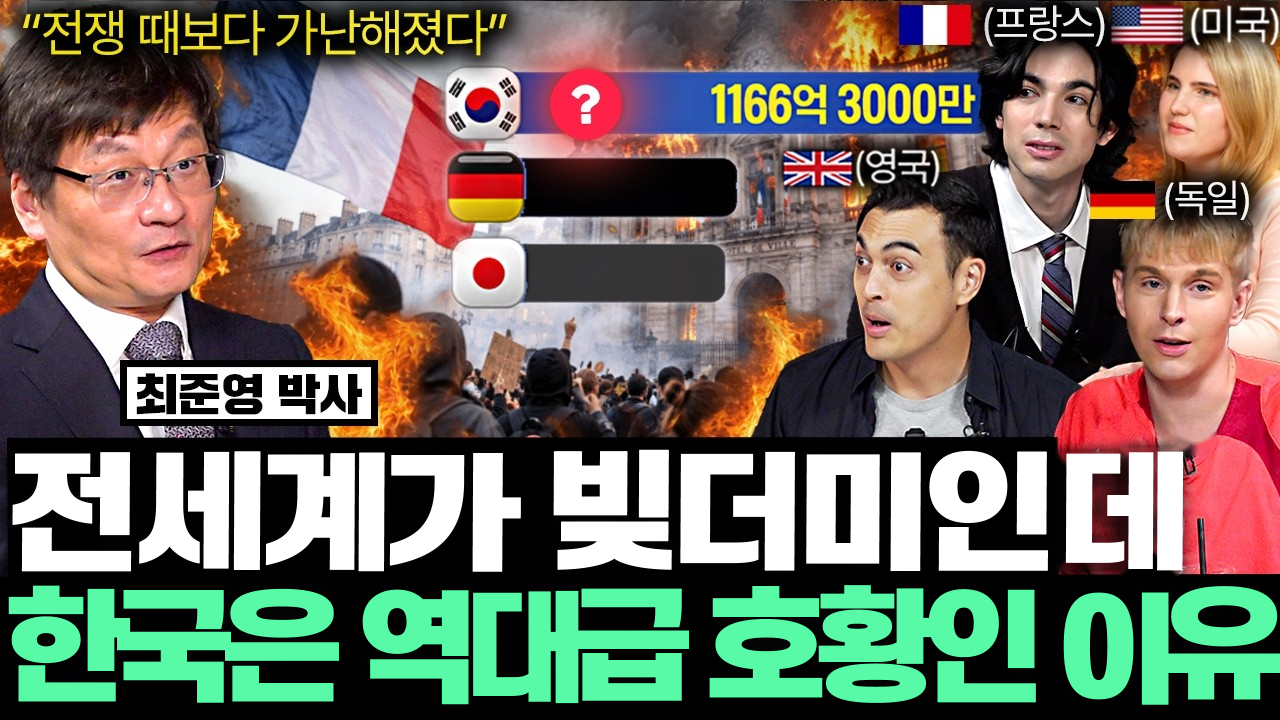 “전쟁 때보다 가난해졌다”
(프랑스)
(미국)
? 1166억 3000만
(영국)
(독일)
최준영 박사
전세계가 빚더미인데
한국은 역대급 호황인 이유